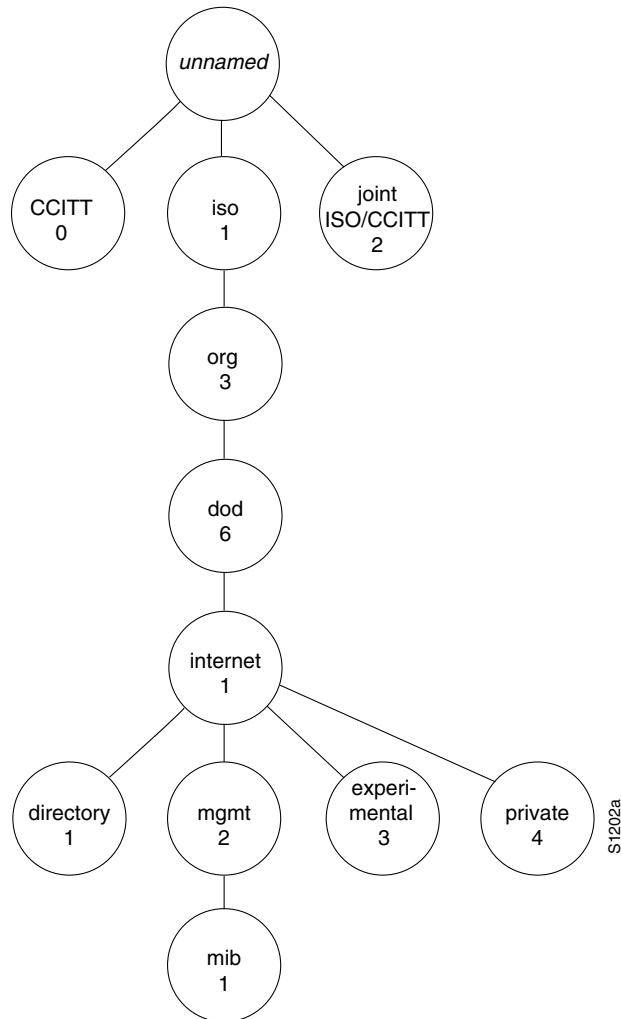 unnamed
CCITT
0
iso
1
joint
ISO/CCITT
2
org
3
dod
6
internet
1
directory
1
mgmt
2
experi-
mental
3
private
4
S1202a
mib
1